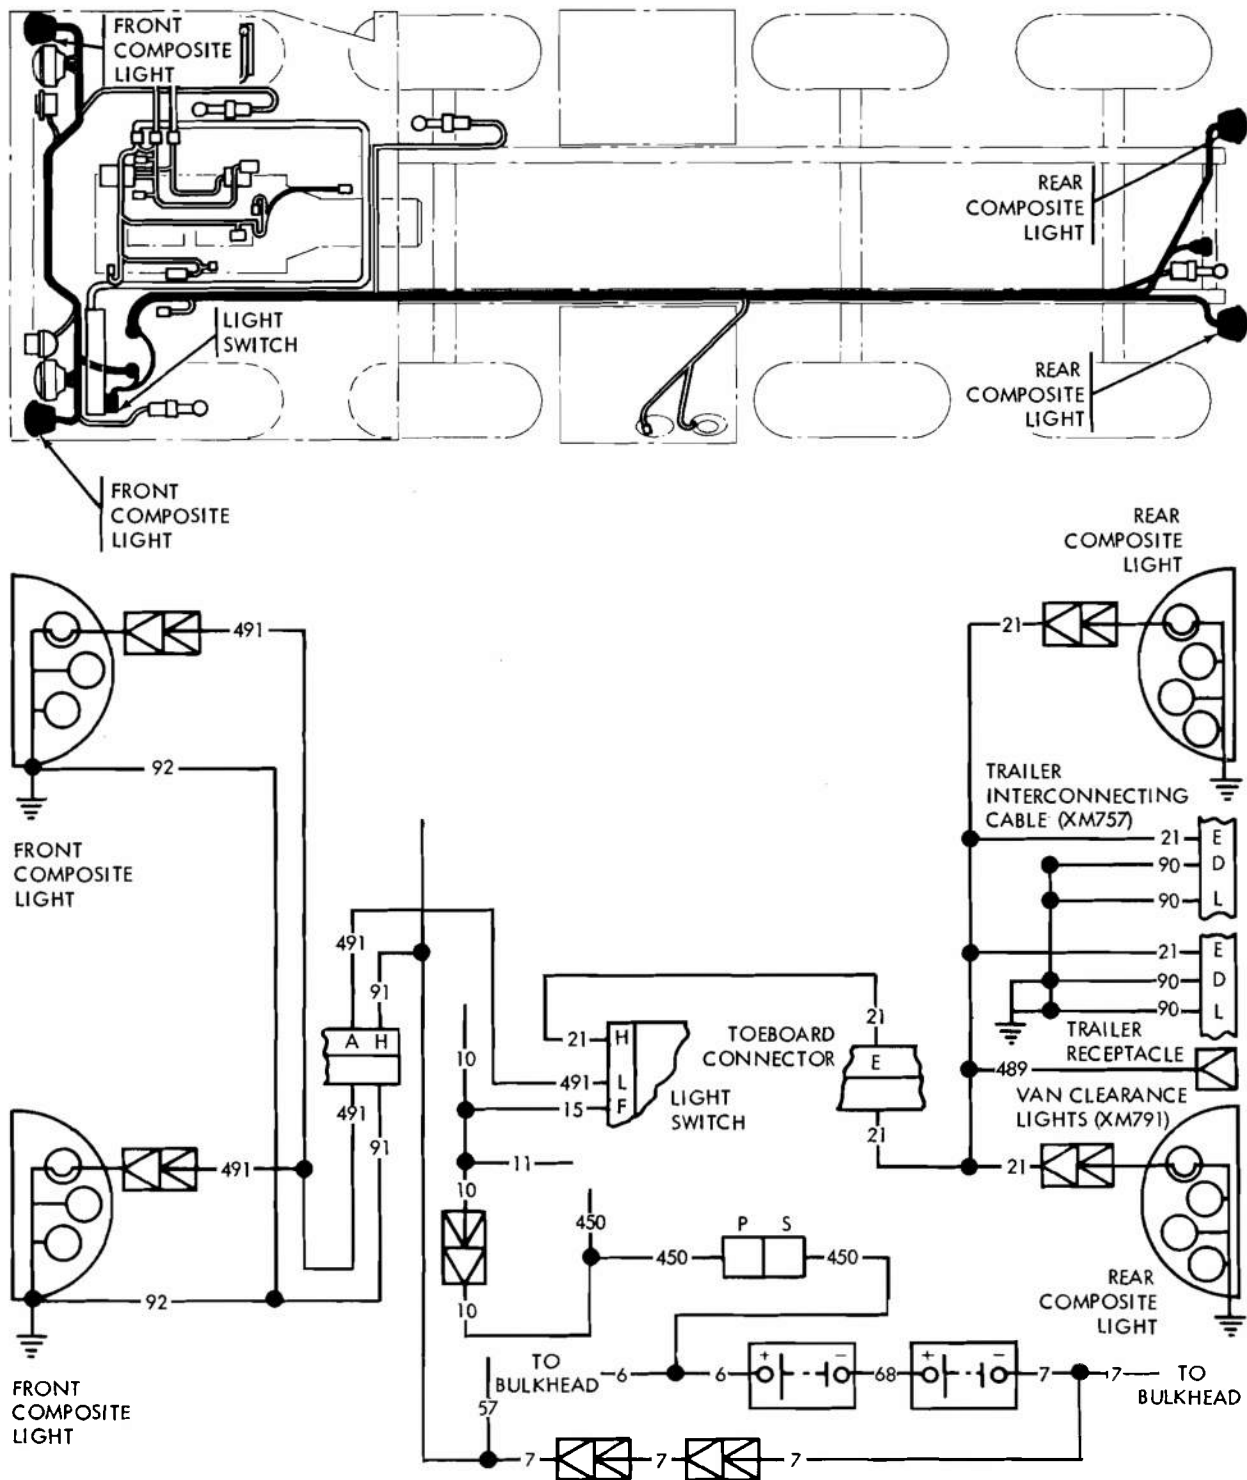 FRONT
COMPOSITE
LIGHT
REAR
COMPOSITE
LIGHT
LIGHT
SWITCH
REAR
COMPOSITE
LIGHT
FRONT
COMPOSITE
LIGHT
REAR
COMPOSITE
LIGHT
491
21
92
TRAILER
INTERCONNECTING
CABLE (XM757)
FRONT
COMPOSITE
LIGHT
21 E
90 D
90 L
491
91
21 E
90 D
90 L
21
A H
10
21 H
TOEBOARD
CONNECTOR
E
TRAILER
RECEPTACLE
491 L
15 F
LIGHT
SWITCH
489
VAN CLEARANCE
LIGHTS (XM791)
491
91
21
491
11
21
10
450
P S
450
450
92
10
REAR
COMPOSITE
LIGHT
FRONT
COMPOSITE
LIGHT
TO
BULKHEAD
6
6
+ -
68
+ -
7
7
TO
BULKHEAD
57
7
7
7